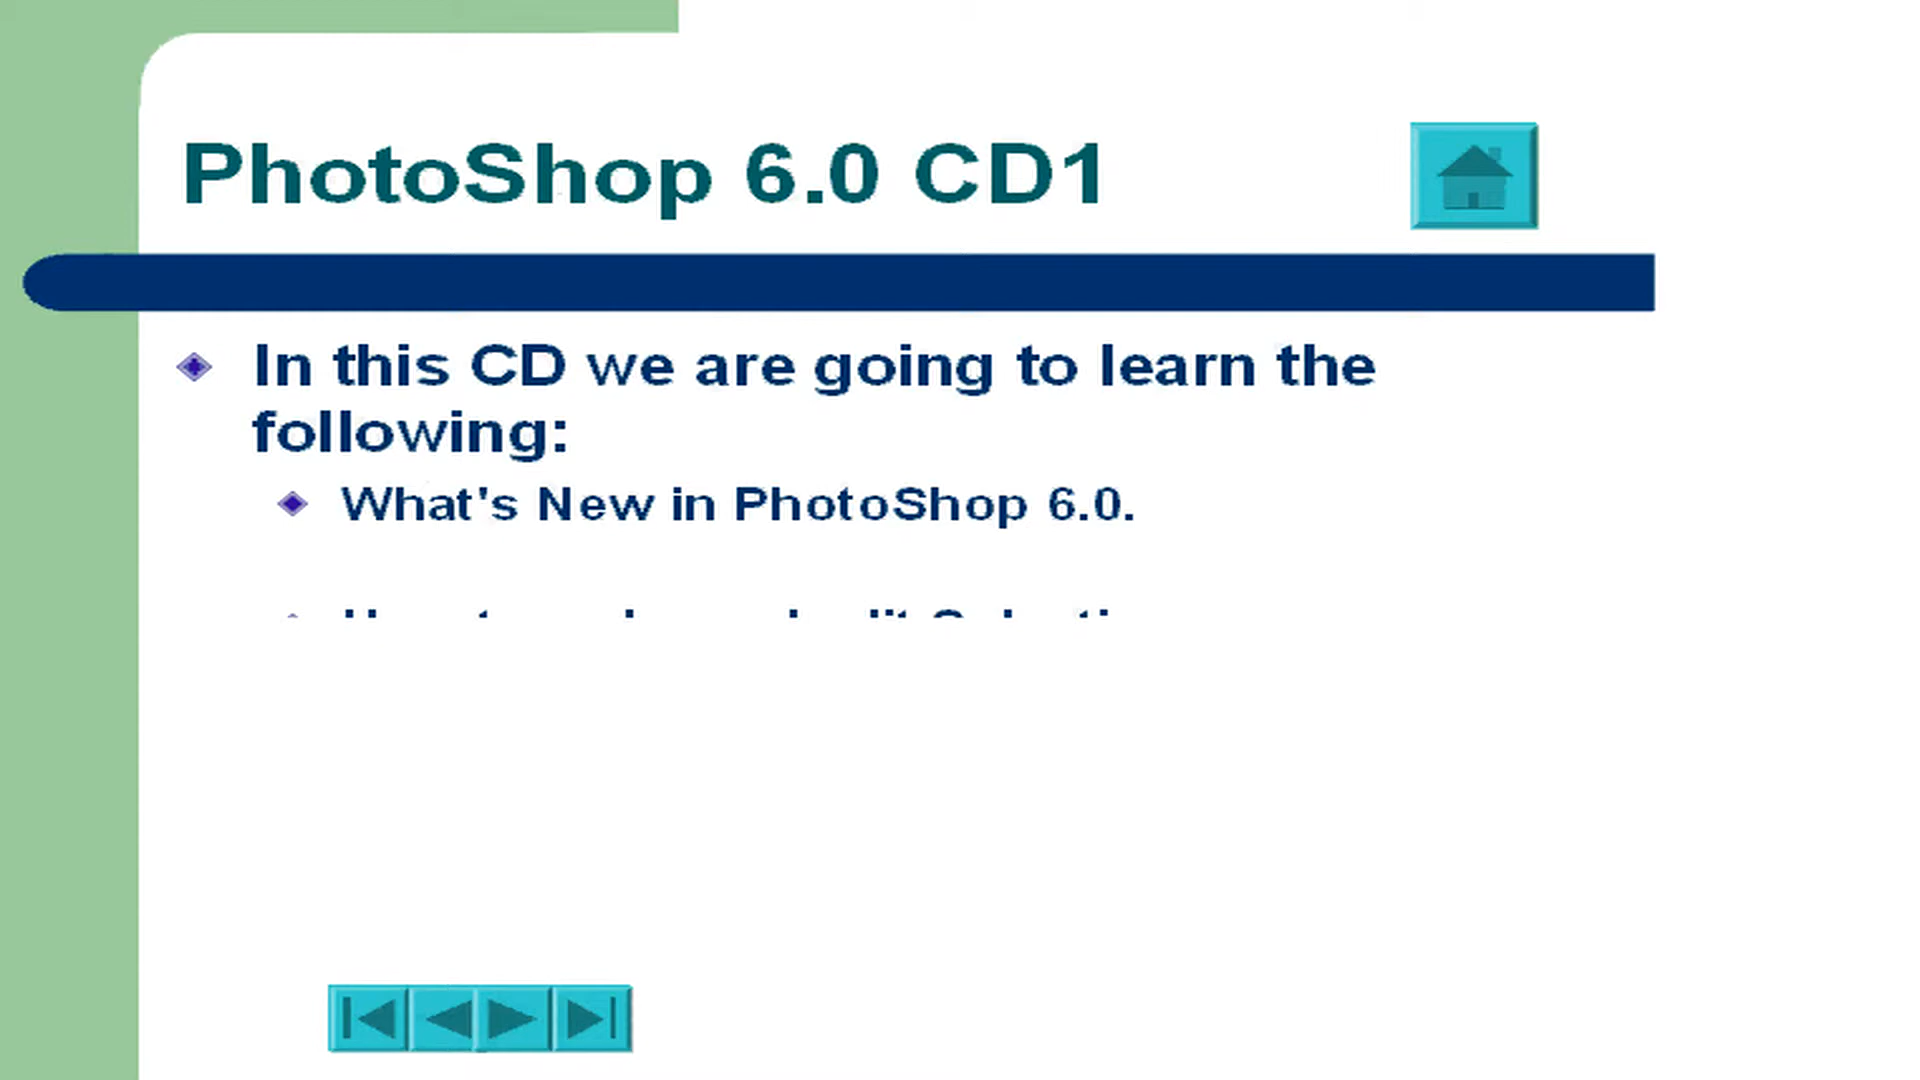 PhotoShop 6.0 CD1
In this CD we are going to learn the
following:
What's New in PhotoShop 6.0.